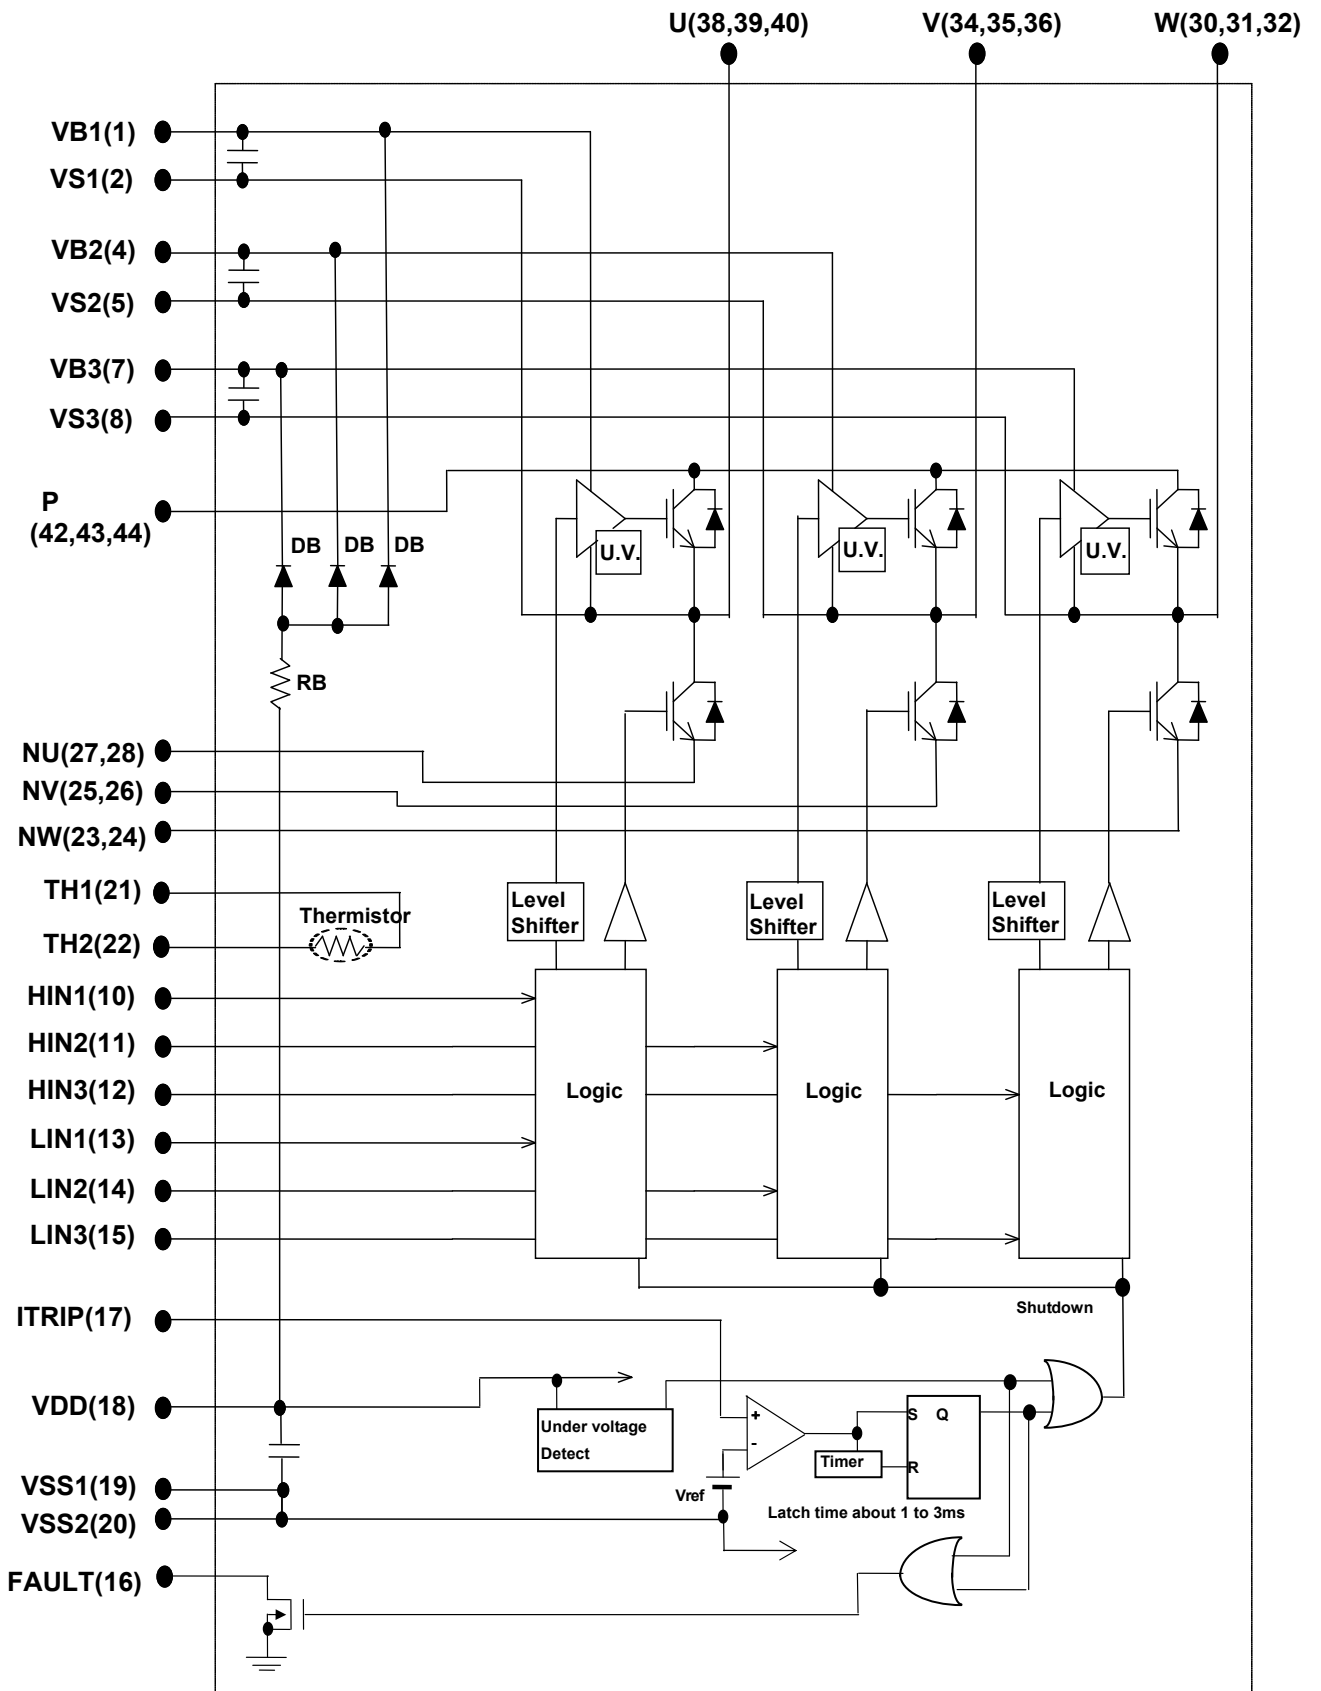 U(38,39,40) V(34,35,36) W(30,31,32)
VB1(1)
VS1(2)
VB2(4)
VS2(5)
VB3(7)
VS3(8)
P
(42,43,44)
DB DB DB
U.V. U.V. U.V.
RB
NU(27,28)
NV(25,26)
NW(23,24)
TH1(21)
Thermistor
TH2(22)
Level
Shifter
Level
Shifter
Level
Shifter
HIN1(10)
HIN2(11)
HIN3(12)
Logic Logic Logic
LIN1(13)
LIN2(14)
LIN3(15)
ITRIP(17)
Shutdown
VDD(18)
Under voltage
Detect
+
-
S Q
R
Timer
Vref
Latch time about 1 to 3ms
VSS1(19)
VSS2(20)
FAULT(16)